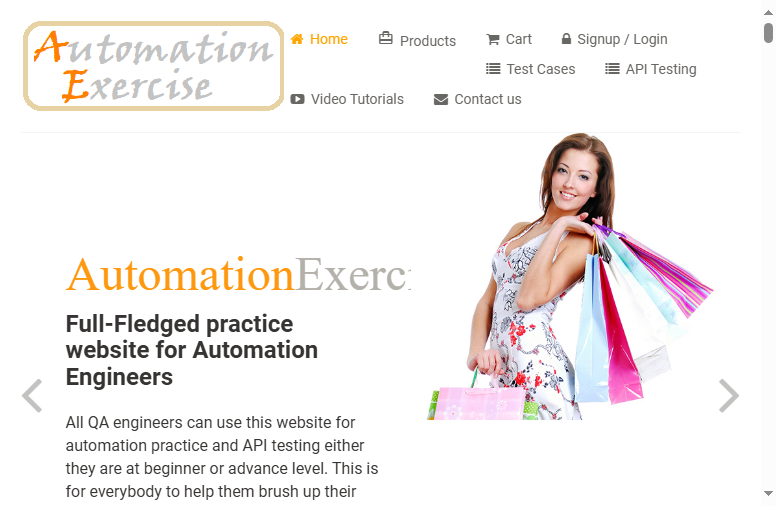 Automation
Exercise
Home
Products
Cart
Signup / Login
Test Cases
API Testing
Video Tutorials
Contact us
AutomationExerc
Full-Fledged practice
website for Automation
Engineers
All QA engineers can use this website for
automation practice and API testing either
they are at beginner or advance level. This is
for everybody to help them brush up their